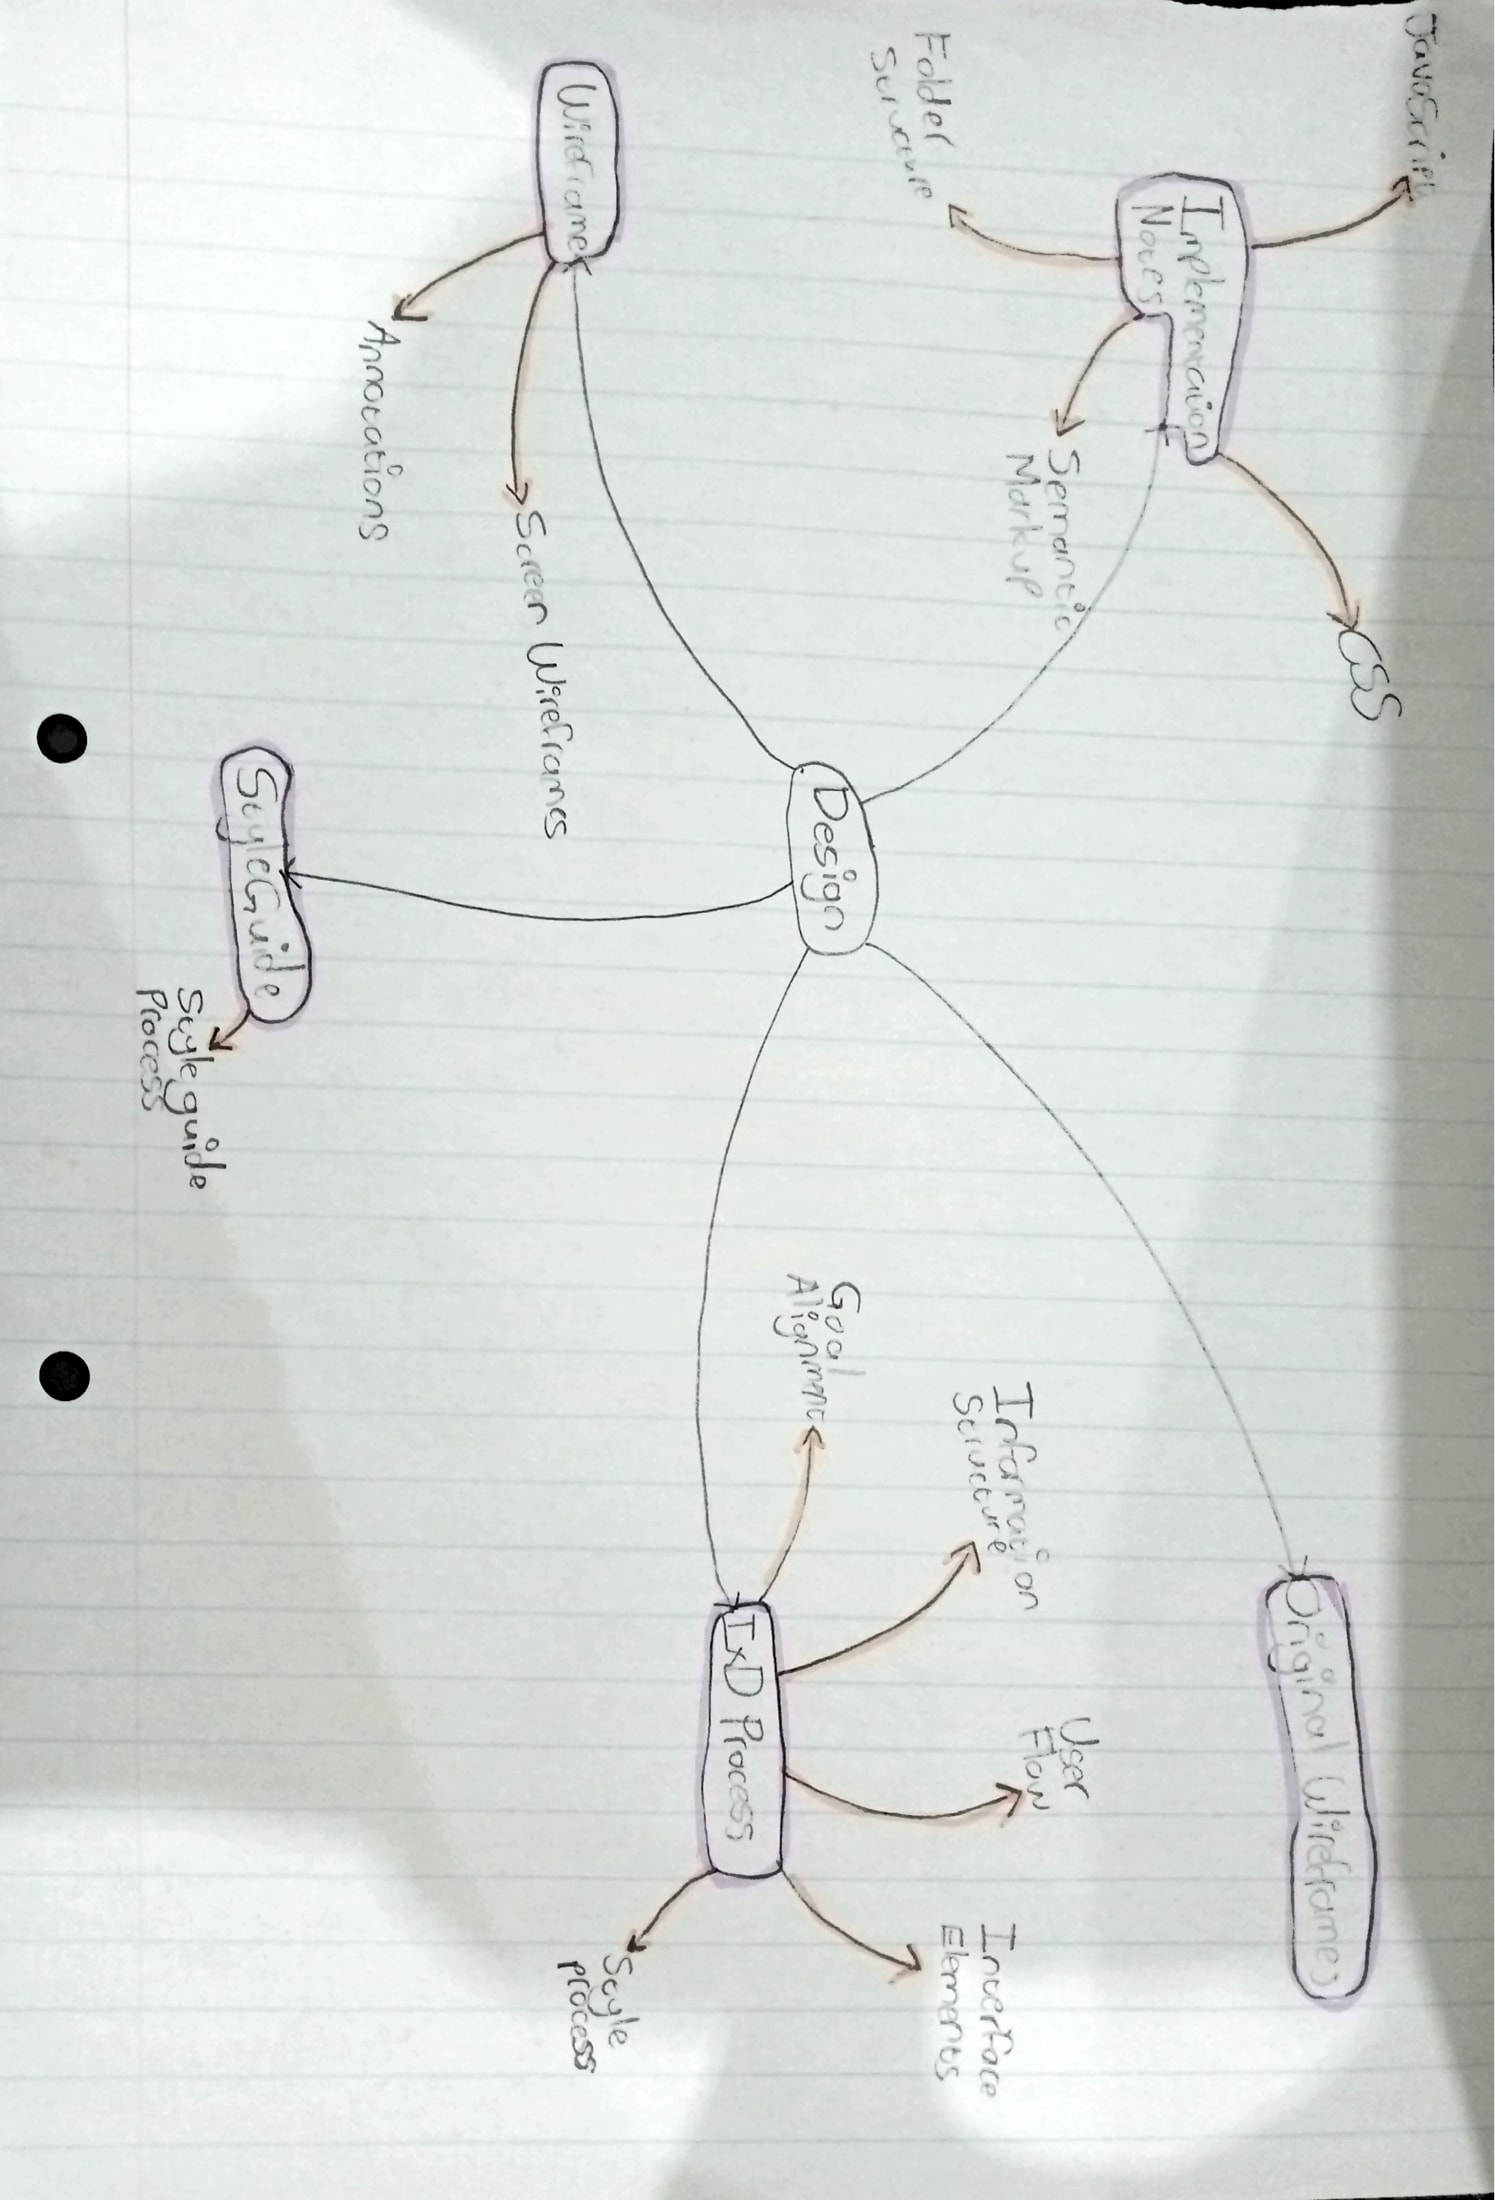 JavaScript
Implementation
Notes
CSS
Folder
Structure
Semantic
Markup
Wireframes
Annotations
Screen Wireframes
Design
StyleGuide
Style guide
Process
Original Wireframes
Information
Structure
User
Flow
Goal
Alignment
Interface
Elements
IxD Process
Style
process